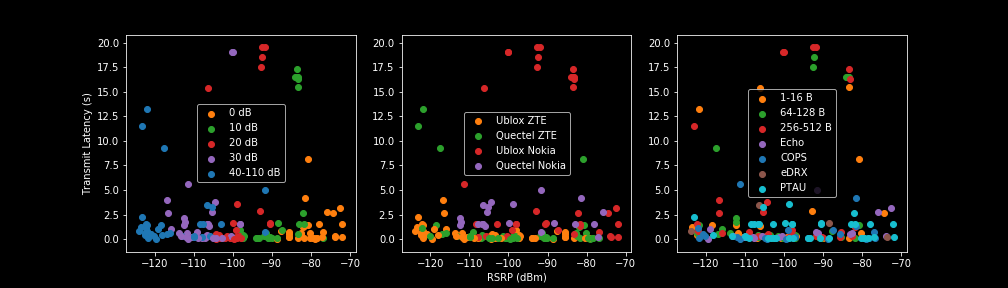 20.0
17.5
15.0
12.5
10.0
7.5
5.0
2.5
0.0
Transmit Latency (s)
−120 −110 −100 −90 −80 −70
0 dB
10 dB
20 dB
30 dB
40-110 dB
20.0
17.5
15.0
12.5
10.0
7.5
5.0
2.5
0.0
−120 −110 −100 −90 −80 −70
RSRP (dBm)
Ublox ZTE
Quectel ZTE
Ublox Nokia
Quectel Nokia
20.0
17.5
15.0
12.5
10.0
7.5
5.0
2.5
0.0
−120 −110 −100 −90 −80 −70
1-16 B
64-128 B
256-512 B
Echo
COPS
eDRX
PTAU